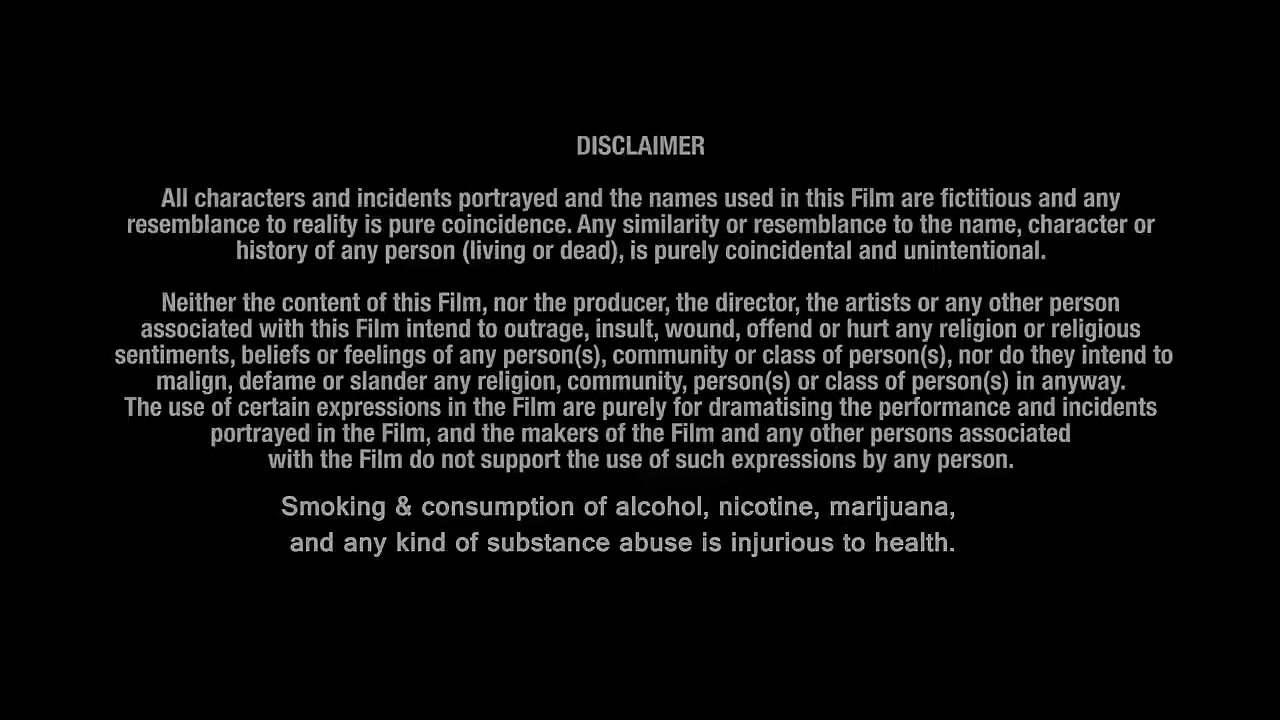 DISCLAIMER
All characters and incidents portrayed and the names used in this Film are fictitious and any
resemblance to reality is pure coincidence. Any similarity or resemblance to the name, character or
history of any person (living or dead), is purely coincidental and unintentional.
Neither the content of this Film, nor the producer, the director, the artists or any other person
associated with this Film intend to outrage, insult, wound, offend or hurt any religion or religious
sentiments, beliefs or feelings of any person(s), community or class of person(s), nor do they intend to
malign, defame or slander any religion, community, person(s) or class of person(s) in anyway.
The use of certain expressions in the Film are purely for dramatising the performance and incidents
portrayed in the Film, and the makers of the Film and any other persons associated
with the Film do not support the use of such expressions by any person.
Smoking & consumption of alcohol, nicotine, marijuana,
and any kind of substance abuse is injurious to health.